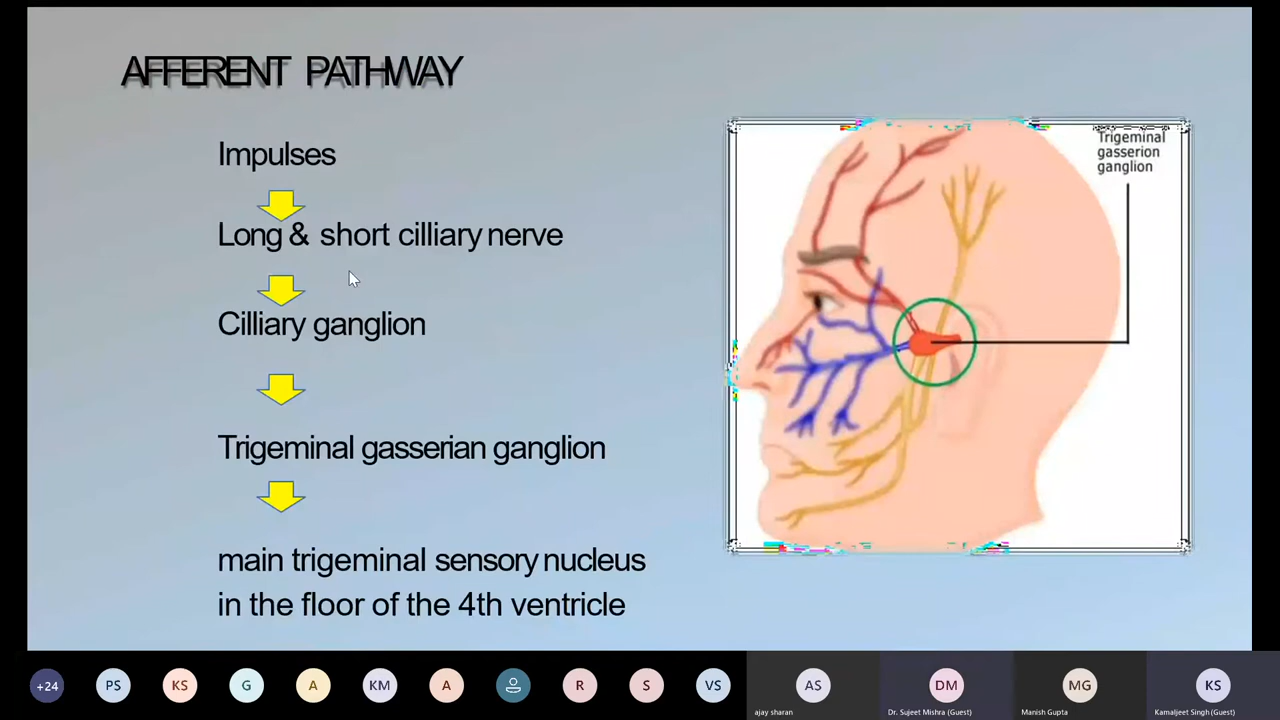 AFFERENT PATHWAY
Impulses
Long & short cilliary nerve
Cilliary ganglion
Trigeminal gasserian ganglion
main trigeminal sensory nucleus
in the floor of the 4th ventricle
Trigeminal
gasserion
ganglion
+24
PS
KS
G
A
KM
A
R
S
VS
AS
ajay sharan
DM
Dr. Sujeet Mishra (Guest)
MG
Manish Gupta
KS
Kamaljeet Singh (Guest)